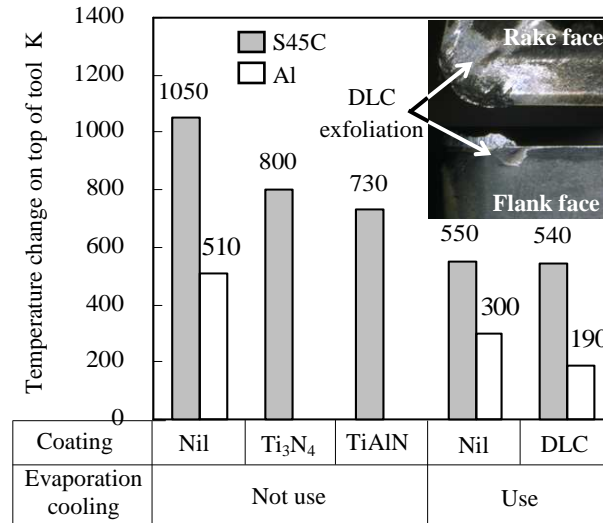 Temperature change on top of tool K
1400
1200
1000
800
600
400
200
0
S45C
Al
1050
510
800
730
550
300
540
190
DLC
exfoliation
Rake face
Flank face
Coating
Nil
Ti₃N₄
TiAlN
Nil
DLC
Evaporation
cooling
Not use
Use